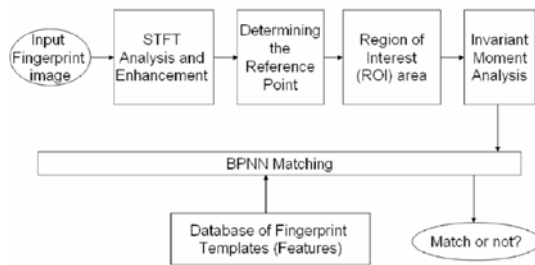 Input
Fingerprint
image
STFT
Analysis and
Enhancement
Determining
the
Reference
Point
Region of
Interest
(ROI) area
Invariant
Moment
Analysis
BPNN Matching
Database of Fingerprint
Templates (Features)
Match or not?